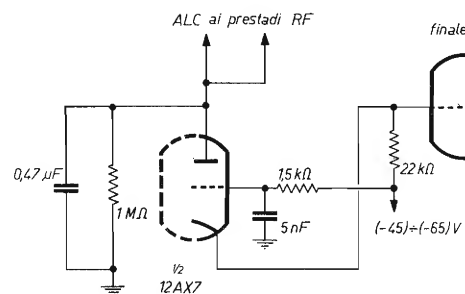 ALC ai prestadi RF
finale
0,47 µF
1 MΩ
1,5 kΩ
22 kΩ
5 nF
(-45)÷(-65) V
½
12AX7